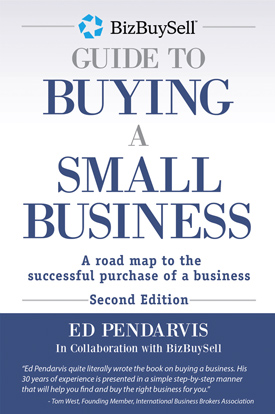 BizBuySell™
GUIDE TO
BUYING
A
SMALL
BUSINESS
A road map to the
successful purchase of a business
Second Edition
ED PENDARVIS
In Collaboration with BizBuySell
"Ed Pendarvis quite literally wrote the book on buying a business. His
30 years of experience is presented in a simple step-by-step manner
that will help you find and buy the right business for you."
- Tom West, Founding Member, International Business Brokers Association